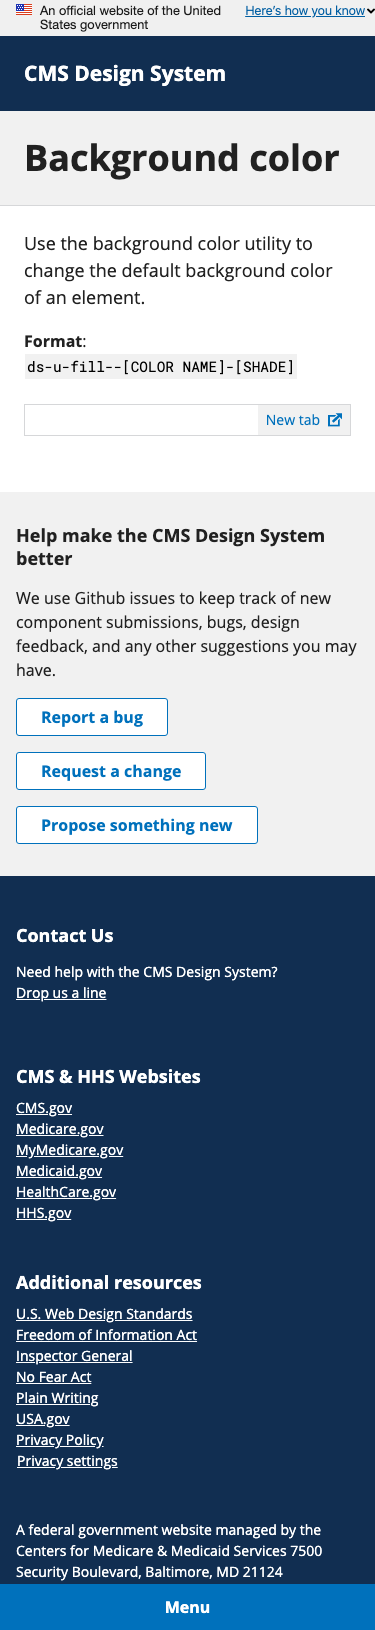 An official website of the United States government
Here's how you know
CMS Design System
Background color
Use the background color utility to
change the default background color
of an element.
Format:
ds-u-fill--[COLOR NAME]-[SHADE]
New tab
Help make the CMS Design System
better
We use Github issues to keep track of new
component submissions, bugs, design
feedback, and any other suggestions you may
have.
Report a bug
Request a change
Propose something new
Contact Us
Need help with the CMS Design System?
Drop us a line
CMS & HHS Websites
CMS.gov
Medicare.gov
MyMedicare.gov
Medicaid.gov
HealthCare.gov
HHS.gov
Additional resources
U.S. Web Design Standards
Freedom of Information Act
Inspector General
No Fear Act
Plain Writing
USA.gov
Privacy Policy
Privacy settings
A federal government website managed by the
Centers for Medicare & Medicaid Services 7500
Security Boulevard, Baltimore, MD 21124
Menu